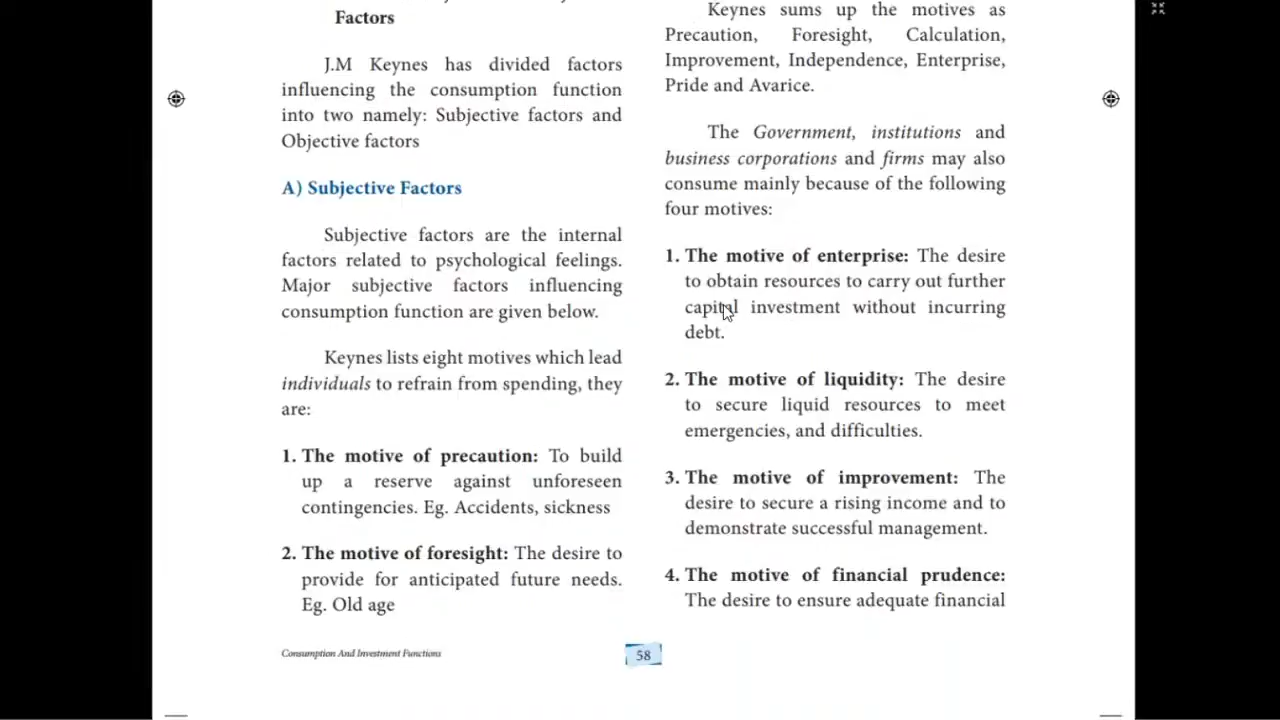 Factors
J.M Keynes has divided factors
influencing the consumption function
into two namely: Subjective factors and
Objective factors
A) Subjective Factors
Subjective factors are the internal
factors related to psychological feelings.
Major subjective factors influencing
consumption function are given below.
Keynes lists eight motives which lead
individuals to refrain from spending, they
are:
1. The motive of precaution: To build
up a reserve against unforeseen
contingencies. Eg. Accidents, sickness
2. The motive of foresight: The desire to
provide for anticipated future needs.
Eg. Old age
Keynes sums up the motives as
Precaution, Foresight, Calculation,
Improvement, Independence, Enterprise,
Pride and Avarice.
The Government, institutions and
business corporations and firms may also
consume mainly because of the following
four motives:
1. The motive of enterprise: The desire
to obtain resources to carry out further
capital investment without incurring
debt.
2. The motive of liquidity: The desire
to secure liquid resources to meet
emergencies, and difficulties.
3. The motive of improvement: The
desire to secure a rising income and to
demonstrate successful management.
4. The motive of financial prudence:
The desire to ensure adequate financial
Consumption And Investment Functions
58